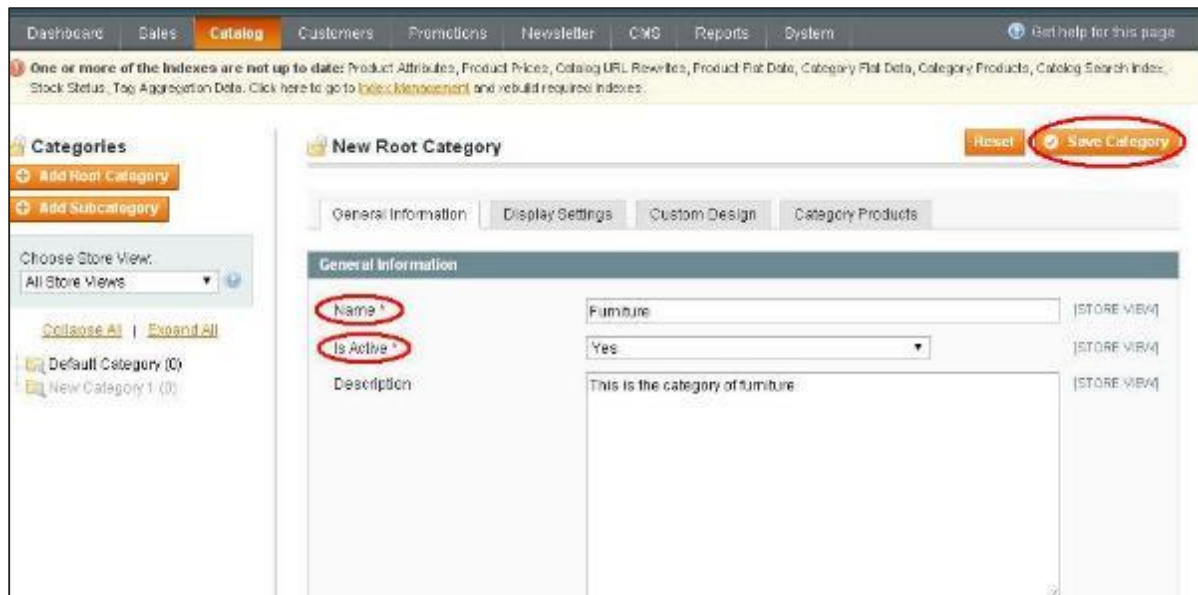 Dashboard Sales Catalog Customers Promotions Newsletter CMS Reports System Get help for this page
One or more of the Indexes are not up to date: Product Attributes, Product Prices, Catalog URL Rewrites, Product Flat Data, Category Flat Data, Category Products, Catalog Search Index,
Stock Status, Tag Aggregation Data. Click here to go to Index Management and rebuild required indexes.
Categories
Add Root Category
Add Subcategory
Choose Store View:
All Store Views
Collapse All | Expand All
Default Category (0)
New Category 1 (0)
New Root Category
Reset Save Category
General Information Display Settings Custom Design Category Products
General Information
Name * Furniture [STORE VIEW]
Is Active * Yes [STORE VIEW]
Description This is the category of furniture [STORE VIEW]